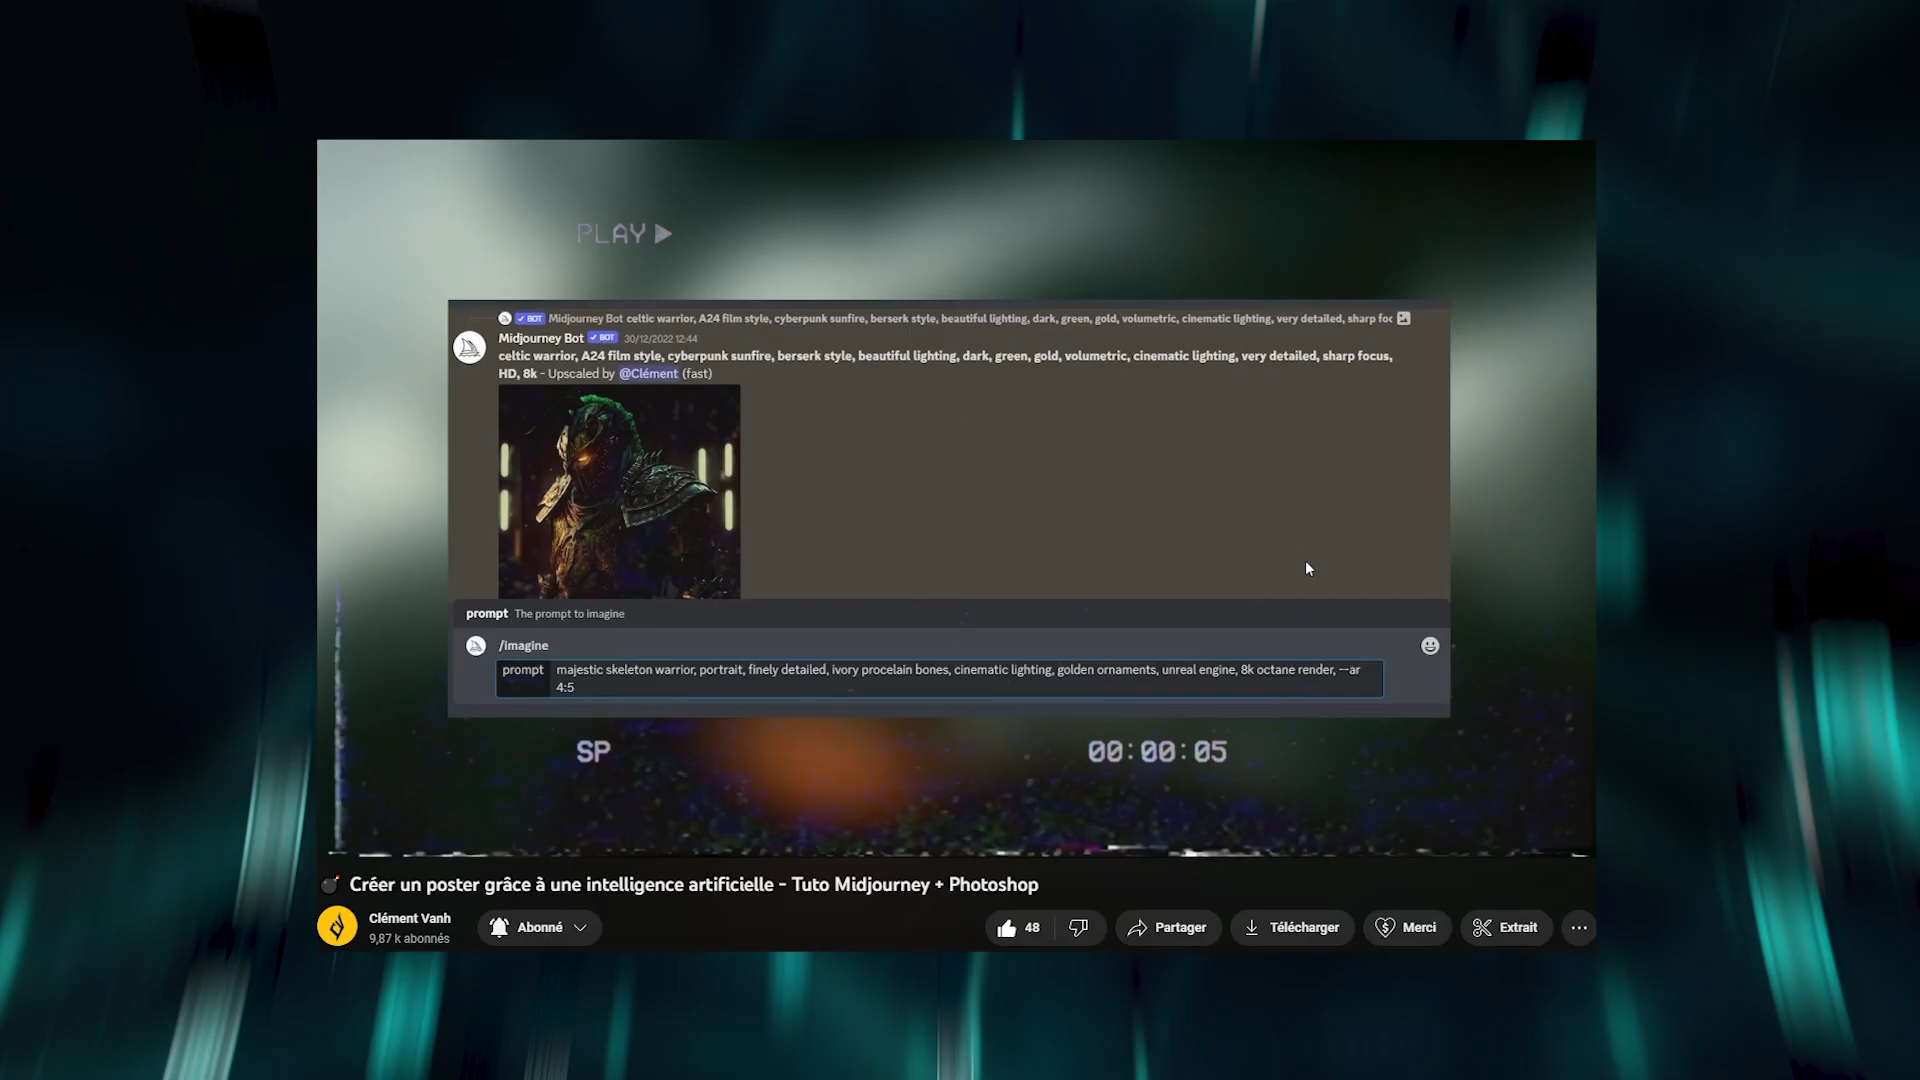 PLAY
BOT Midjourney Bot celtic warrior, A24 film style, cyberpunk sunfire, berserk style, beautiful lighting, dark, green, gold, volumetric, cinematic lighting, very detailed, sharp foc
Midjourney Bot BOT 30/12/2022 12:44
celtic warrior, A24 film style, cyberpunk sunfire, berserk style, beautiful lighting, dark, green, gold, volumetric, cinematic lighting, very detailed, sharp focus,
HD, 8k - Upscaled by @Clément (fast)
prompt The prompt to imagine
/imagine
prompt majestic skeleton warrior, portrait, finely detailed, ivory procelain bones, cinematic lighting, golden ornaments, unreal engine, 8k octane render, --ar
4:5
SP 00:00:05
Créer un poster grâce à une intelligence artificielle - Tuto Midjourney + Photoshop
Clément Vanh
9,87 k abonnés
Abonné
48
Partager
Télécharger
Merci
Extrait